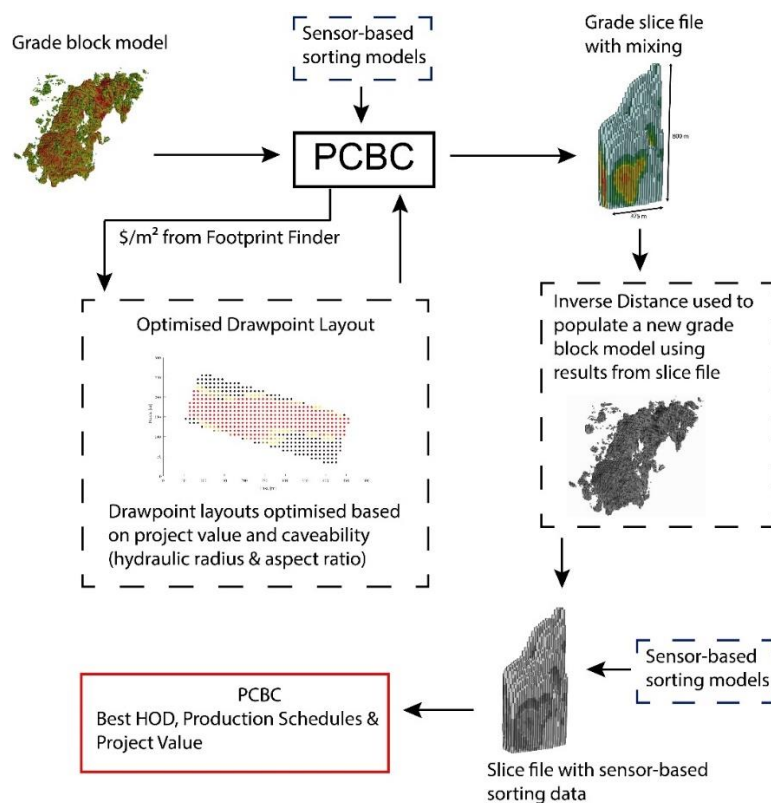 Grade block model
Sensor-based
sorting models
Grade slice file
with mixing
PCBC
800 m
475 m
$/m² from Footprint Finder
Optimised Drawpoint Layout
Drawpoint layouts optimised based
on project value and caveability
(hydraulic radius & aspect ratio)
Inverse Distance used to
populate a new grade
block model using
results from slice file
Sensor-based
sorting models
PCBC
Best HOD, Production Schedules &
Project Value
Slice file with sensor-based
sorting data